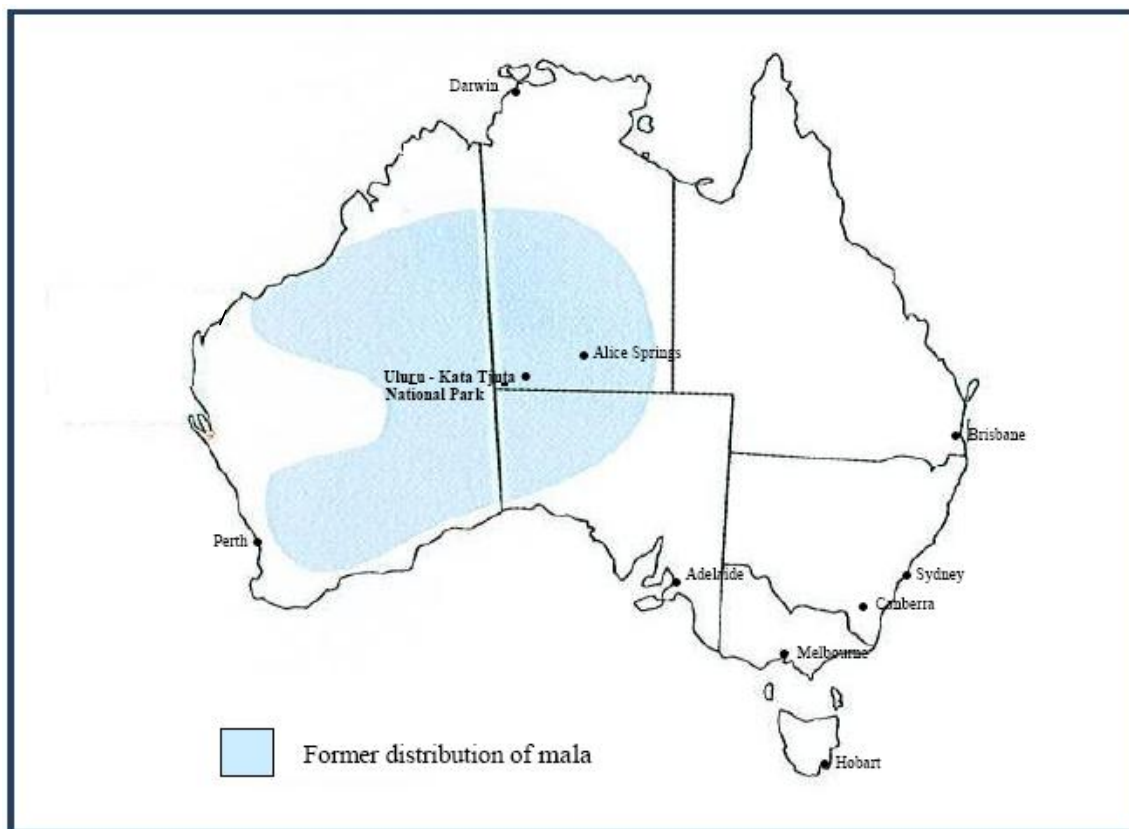 Darwin
Alice Springs
Uluru - Kata Tjuta
National Park
Brisbane
Perth
Adelaide
Sydney
Canberra
Melbourne
Former distribution of mala
Hobart